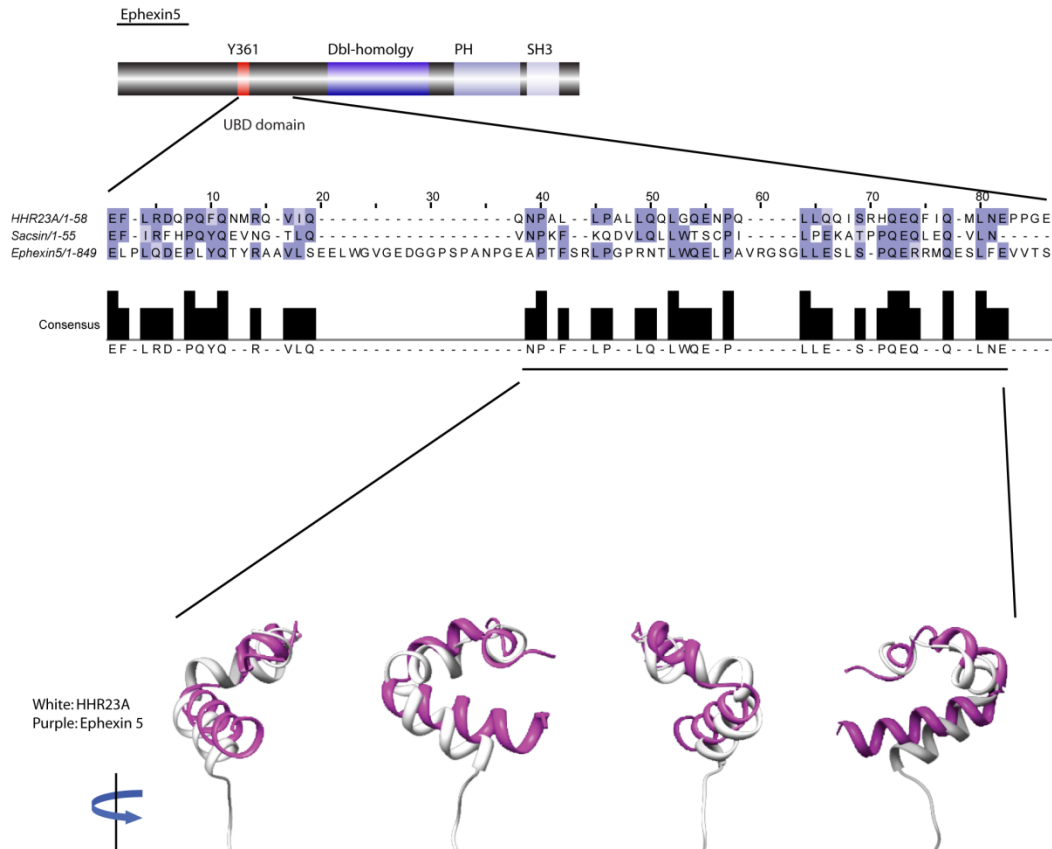 Ephexin5
Y361 Dbl-homolgy PH SH3
UBD domain
10 20 30 40 50 60 70 80
HHR23A/1-58 EF-LRDQPQFQNMRQ-VIQ------------------QNPAL--LPALLQQLGQENPQ-----LLQQISRHQEQFIQ-MLNEPPGE
Sacsin/1-55 EF-IRFHPQYQEVNG-TLQ------------------VNPKF--KQDVLQLLWTSCPI-----LPEKATPPQEQLEQ-VLN-----
Ephexin5/1-849 ELPLQDEPLYQTYRAAVLSEELWGVGEDGGPSPANPGEAPTFSRLPGPRNTLWQELPAVRGSGLLESLS-PQERRMQESLFEVVTS
Consensus
EF-LRD-PQYQ--R--VLQ-------------------NP-F--LP--LQ-LWQE-P------LLE--S-PQEQ--Q--LNE----
White: HHR23A
Purple: Ephexin 5